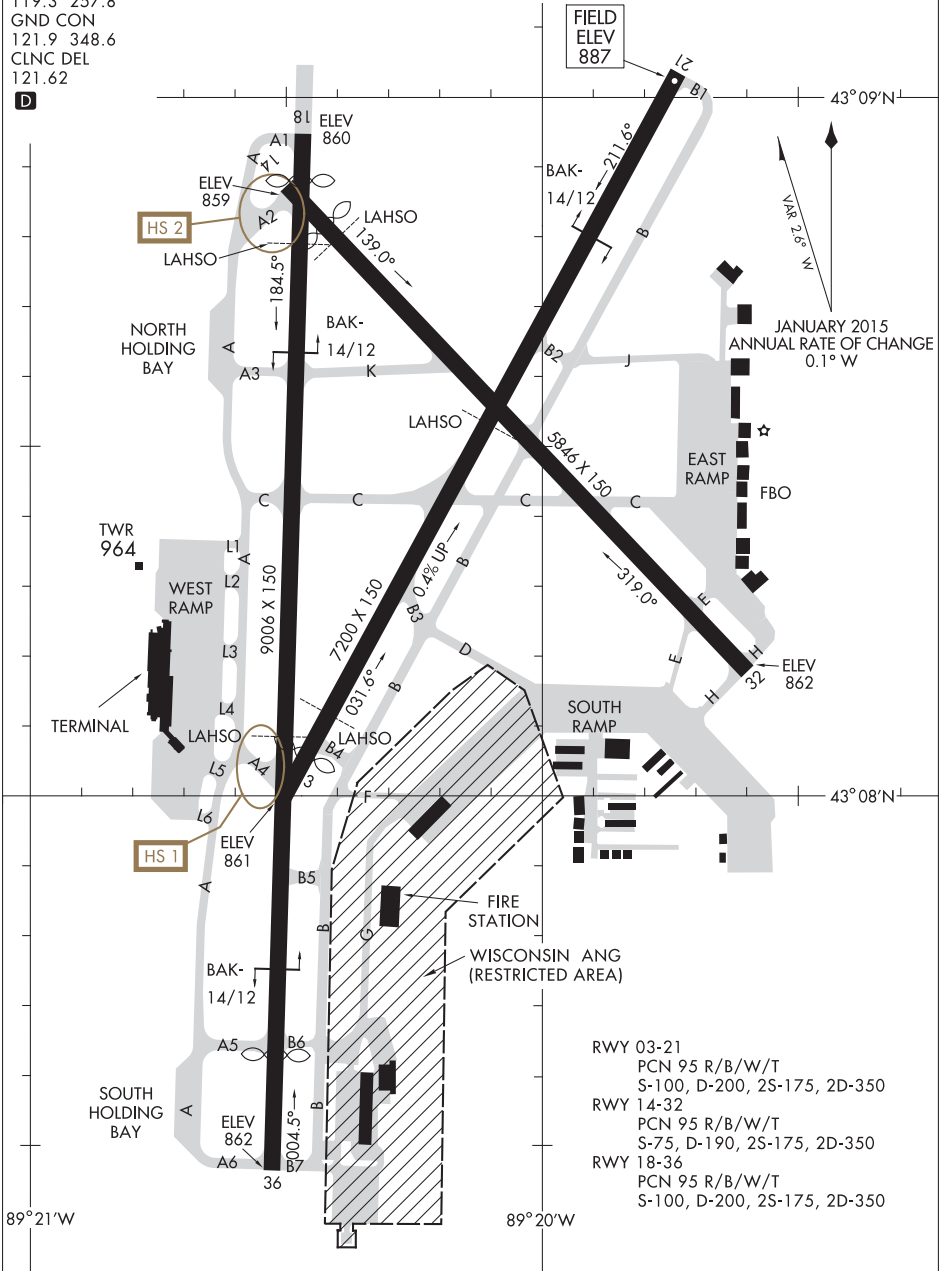 119.3 257.8
GND CON
121.9 348.6
CLNC DEL
121.62
D
FIELD
ELEV
887
21
B1
43°09'N
18
ELEV
860
A1
A
14
ELEV
859
HS 2
A2
LAHSO
LAHSO
139.0°
184.5°
BAK-
14/12
211.6°
B
VAR 2.6° W
JANUARY 2015
ANNUAL RATE OF CHANGE
0.1° W
NORTH
HOLDING
BAY
A
A3
BAK-
14/12
K
B2
J
LAHSO
5846 X 150
EAST
RAMP
FBO
C
C
C
C
TWR
964
L1
A
L2
WEST
RAMP
9006 X 150
7200 X 150
0.4% UP
B
319.0°
B3
E
L3
D
E
H
32
ELEV
862
H
031.6°
B
TERMINAL
L4
LAHSO
LAHSO
SOUTH
RAMP
L5
A4
B4
3
F
43°08'N
L6
HS 1
ELEV
861
A
B5
B
G
FIRE
STATION
WISCONSIN ANG
(RESTRICTED AREA)
BAK-
14/12
A5
B6
SOUTH
HOLDING
BAY
A
ELEV
862
004.5°
B
A6
B7
36
RWY 03-21
PCN 95 R/B/W/T
S-100, D-200, 2S-175, 2D-350
RWY 14-32
PCN 95 R/B/W/T
S-75, D-190, 2S-175, 2D-350
RWY 18-36
PCN 95 R/B/W/T
S-100, D-200, 2S-175, 2D-350
89°21'W
89°20'W